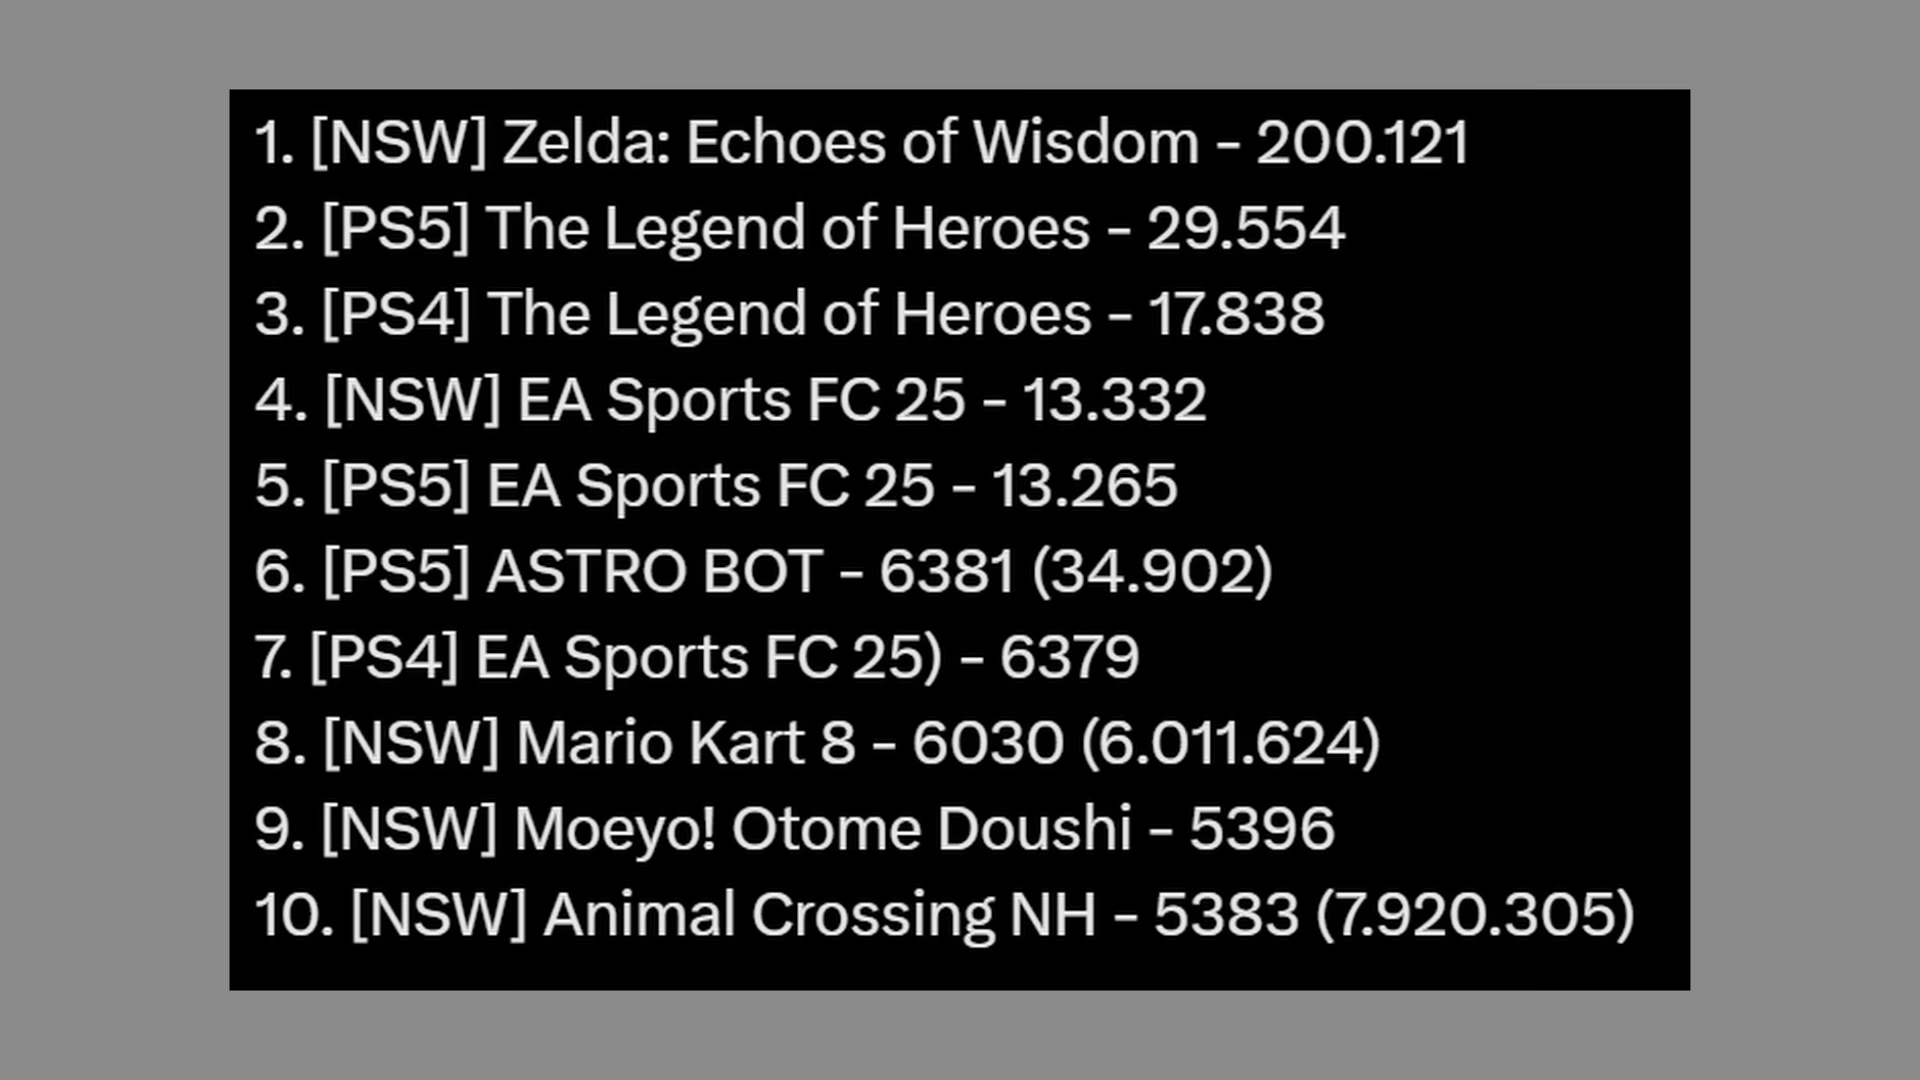 1. [NSW] Zelda: Echoes of Wisdom – 200.121
2. [PS5] The Legend of Heroes – 29.554
3. [PS4] The Legend of Heroes – 17.838
4. [NSW] EA Sports FC 25 – 13.332
5. [PS5] EA Sports FC 25 – 13.265
6. [PS5] ASTRO BOT – 6381 (34.902)
7. [PS4] EA Sports FC 25) – 6379
8. [NSW] Mario Kart 8 – 6030 (6.011.624)
9. [NSW] Moeyo! Otome Doushi – 5396
10. [NSW] Animal Crossing NH – 5383 (7.920.305)